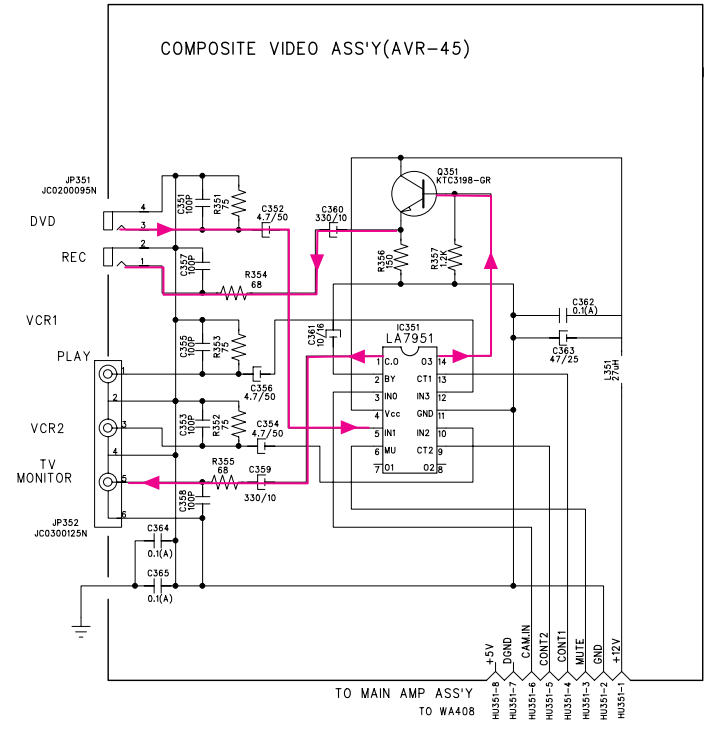 COMPOSITE VIDEO ASS'Y(AVR-45)
Q351
KTC3198-GR
JP351
JC0200095N
4
C351
100P
R351
75
C352
4.7/50
C360
330/10
DVD
3
2
REC
1
C357
100P
R354
68
R356
150
R357
1.2K
C362
0.1(A)
VCR1
C355
100P
R353
75
C361
10/16
IC351
LA7951
C363
47/25
L351
27uH
PLAY
1
C356
4.7/50
1 C.O O3 14
2 BY CT1 13
3 IN0 IN3 12
4 Vcc GND 11
5 IN1 IN2 10
6 MU CT2 9
7 O1 O2 8
2
VCR2
3
C353
100P
R352
75
C354
4.7/50
4
TV
MONITOR
5
R355
68
C359
330/10
C358
100P
6
JP352
JC0300125N
C364
0.1(A)
C365
0.1(A)
+5V
DGND
CAM.IN
CONT2
CONT1
MUTE
GND
+12V
TO MAIN AMP ASS'Y
TO WA408
HU351-8
HU351-7
HU351-6
HU351-5
HU351-4
HU351-3
HU351-2
HU351-1